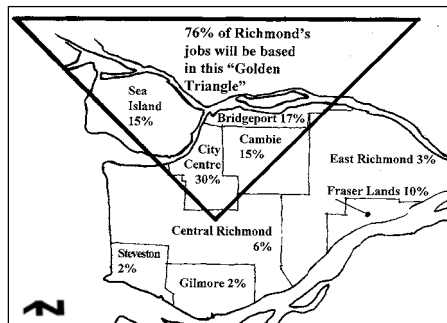 76% of Richmond's
jobs will be based
in this "Golden
Triangle"
Sea
Island
15%
Bridgeport 17%
City
Centre
30%
Cambie
15%
East Richmond 3%
Fraser Lands 10%
Central Richmond
6%
Steveston
2%
Gilmore 2%
N